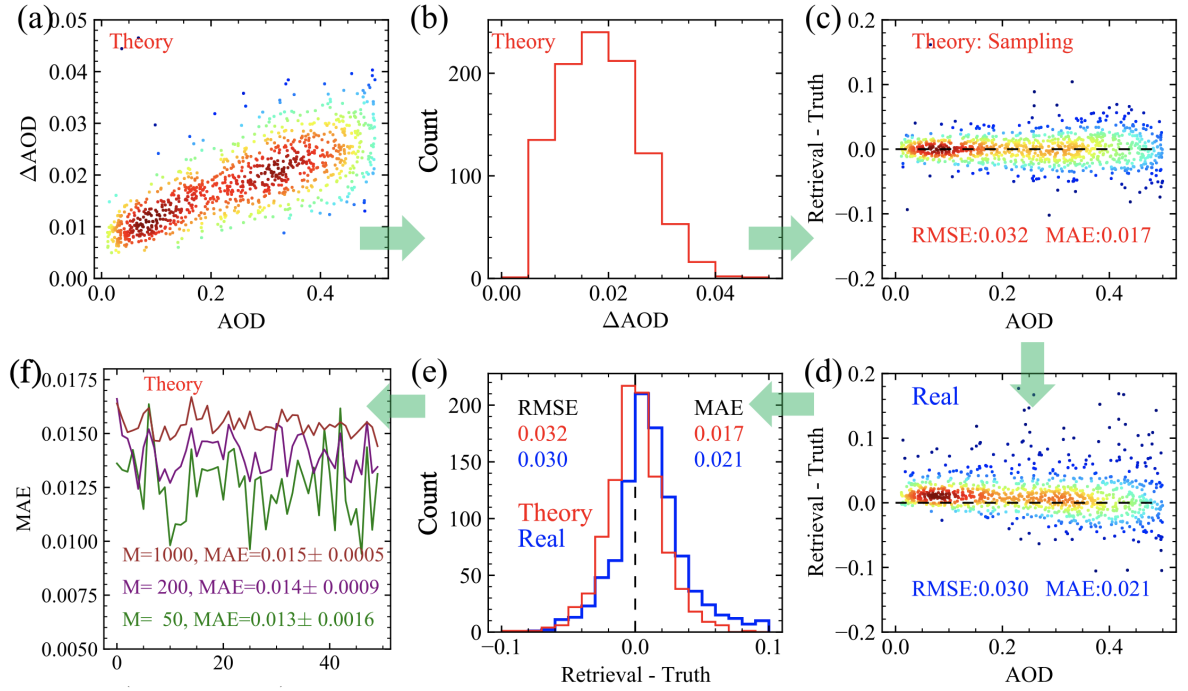 (a)
0.05
Theory
0.04
0.03
0.02
0.01
0.00
ΔAOD
0.0 0.2 0.4
AOD
(b)
Theory
200
100
0
Count
0.00 0.02 0.04
ΔAOD
(c)
0.2
0.1
0.0
−0.1
−0.2
Retrieval - Truth
Theory: Sampling
RMSE:0.032 MAE:0.017
0.0 0.2 0.4
AOD
(f)
0.0175
0.0150
0.0125
0.0100
0.0075
0.0050
MAE
Theory
M=1000, MAE=0.015± 0.0005
M= 200, MAE=0.014± 0.0009
M= 50, MAE=0.013± 0.0016
0 20 40
(e)
200
150
100
50
0
Count
RMSE MAE
0.032 0.017
0.030 0.021
Theory
Real
−0.1 0.0 0.1
Retrieval - Truth
(d)
0.2
0.1
0.0
−0.1
−0.2
Retrieval - Truth
Real
RMSE:0.030 MAE:0.021
0.0 0.2 0.4
AOD